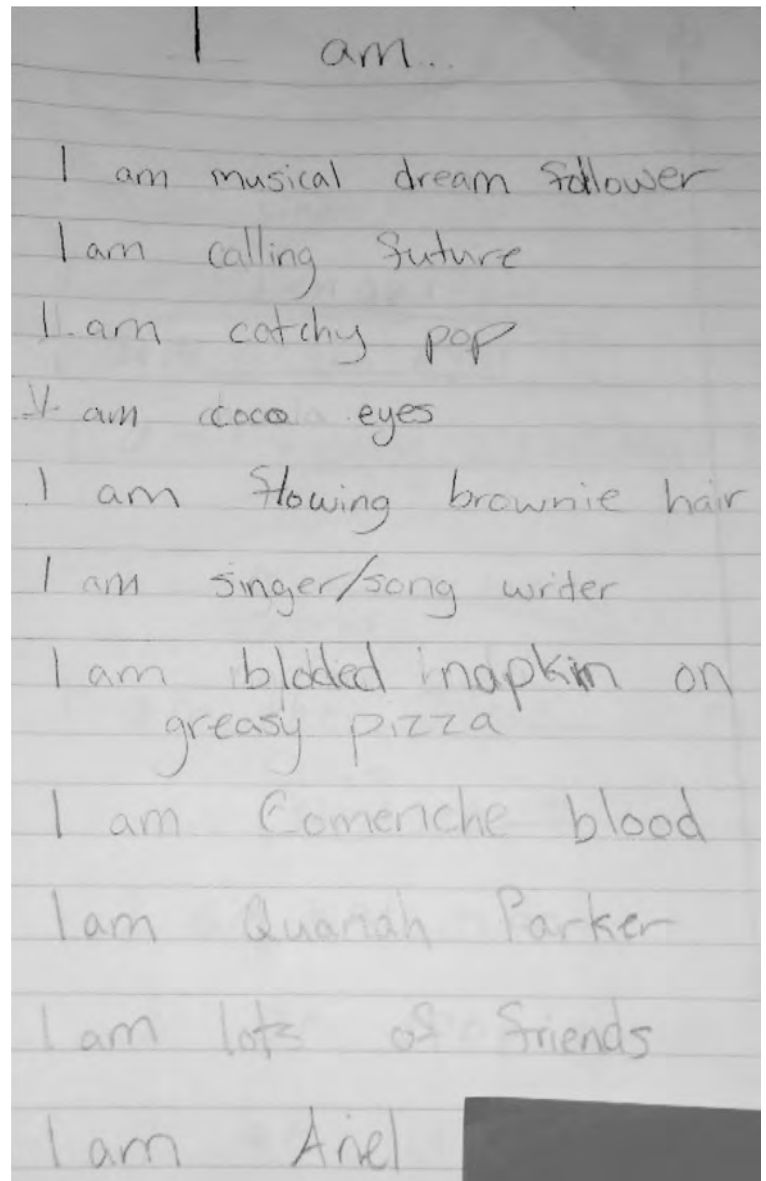 I am...
I am musical dream follower
I am calling future
I am catchy pop
I am coco eyes
I am flowing brownie hair
I am singer/song writer
I am bloded napkin on
greasy pizza
I am Comenche blood
I am Quanah Parker
I am lots of friends
I am Ariel